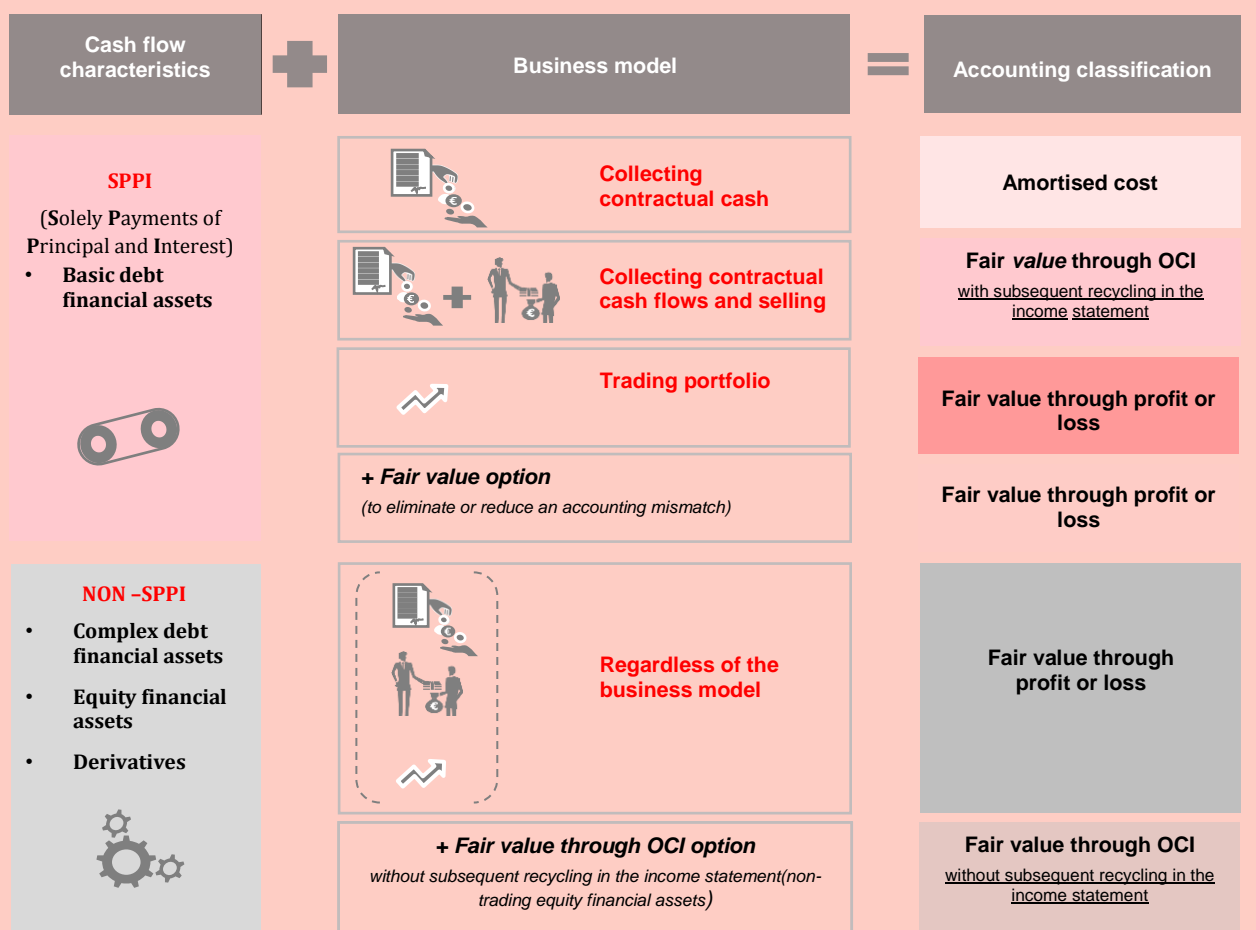 Cash flow
characteristics
Business model
Accounting classification
SPPI
(Solely Payments of
Principal and Interest)
• Basic debt
financial assets
Collecting
contractual cash
Amortised cost
Collecting contractual
cash flows and selling
Fair value through OCI
with subsequent recycling in the
income statement
Trading portfolio
Fair value through profit or
loss
+ Fair value option
(to eliminate or reduce an accounting mismatch)
Fair value through profit or
loss
NON –SPPI
• Complex debt
financial assets
• Equity financial
assets
• Derivatives
Regardless of the
business model
Fair value through
profit or loss
+ Fair value through OCI option
without subsequent recycling in the income statement(non-
trading equity financial assets)
Fair value through OCI
without subsequent recycling in the
income statement